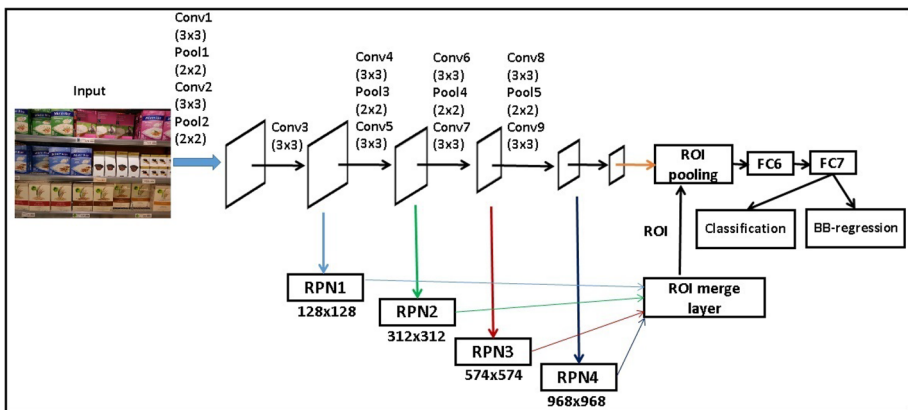 Input
Conv1
(3x3)
Pool1
(2x2)
Conv2
(3x3)
Pool2
(2x2)
Conv3
(3x3)
Conv4
(3x3)
Pool3
(2x2)
Conv5
(3x3)
Conv6
(3x3)
Pool4
(2x2)
Conv7
(3x3)
Conv8
(3x3)
Pool5
(2x2)
Conv9
(3x3)
ROI
pooling
FC6
FC7
Classification
BB-regression
ROI
ROI merge
layer
RPN1
128x128
RPN2
312x312
RPN3
574x574
RPN4
968x968